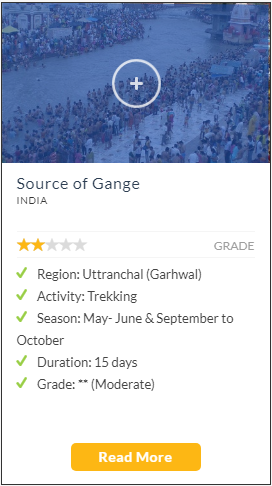 Source of Gange
INDIA
GRADE
Region: Uttranchal (Garhwal)
Activity: Trekking
Season: May- June & September to
October
Duration: 15 days
Grade: ** (Moderate)
Read More